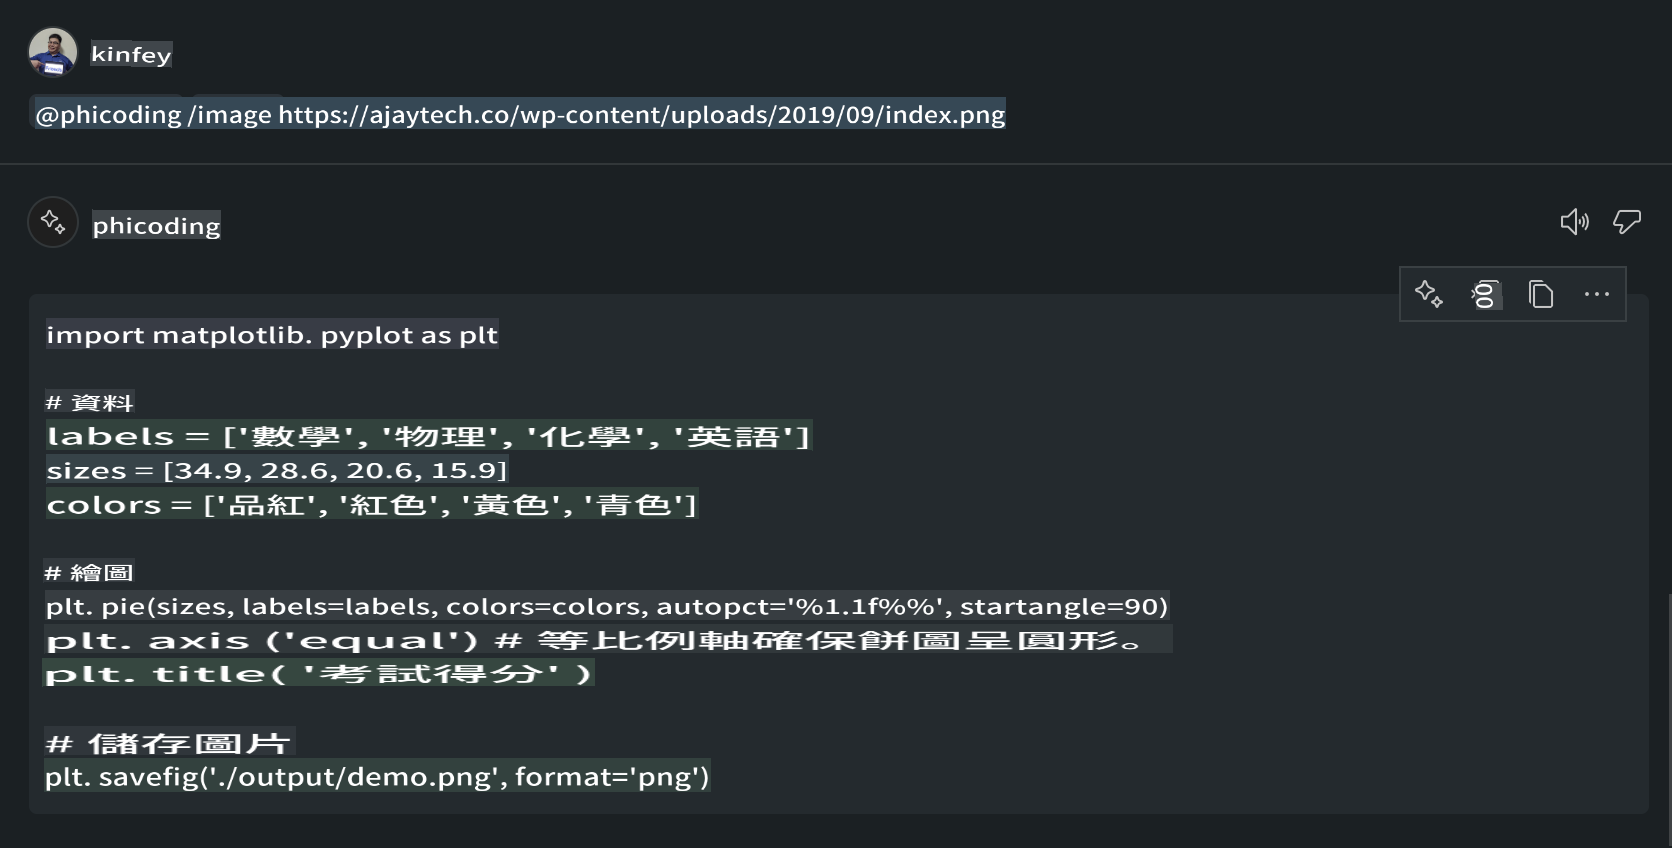 kinfey
@phicoding /image https://ajaytech.co/wp-content/uploads/2019/09/index.png
phicoding
import matplotlib. pyplot as plt
# 資料
labels = ['數學', '物理', '化學', '英語']
sizes = [34.9, 28.6, 20.6, 15.9]
colors = ['品紅', '紅色', '黃色', '青色']
# 繪圖
plt. pie(sizes, labels=labels, colors=colors, autopct='%1.1f%%', startangle=90)
plt. axis ('equal') # 等比例軸確保餅圖呈圓形。
plt. title( '考試得分' )
# 儲存圖片
plt. savefig('./output/demo.png', format='png')